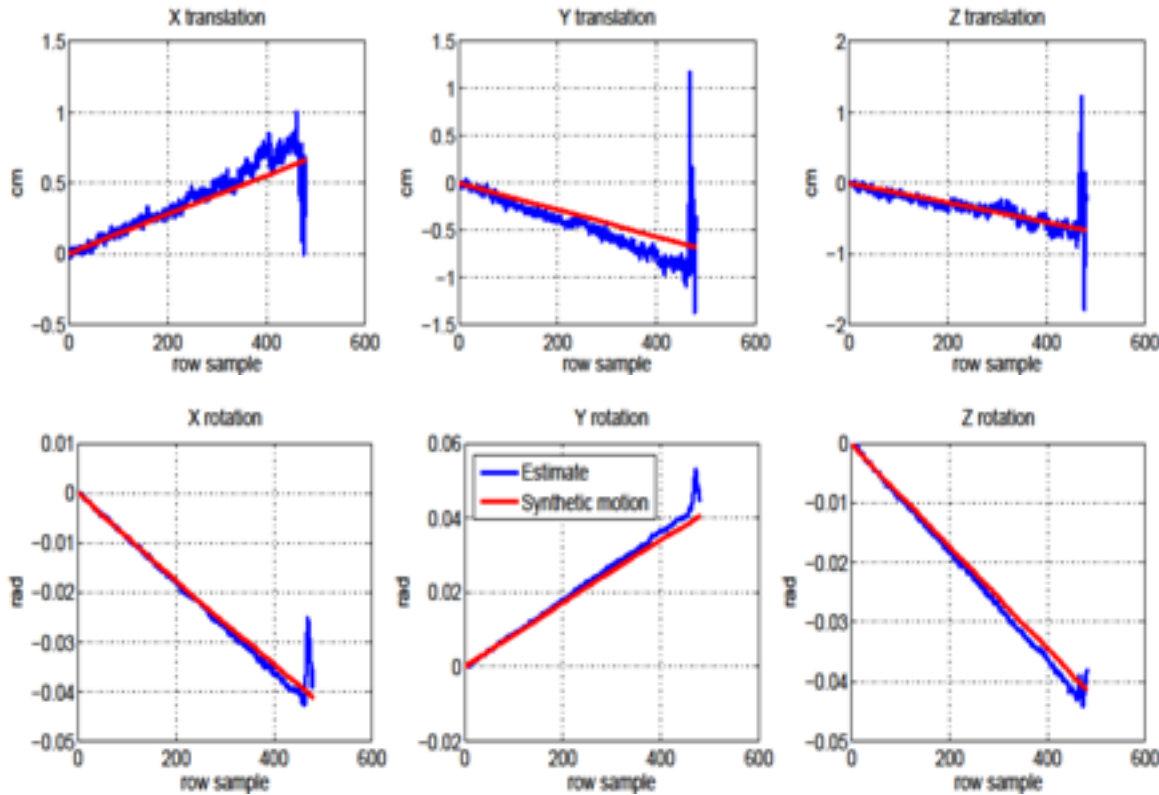 X translation
Y translation
Z translation
1.5
1
0.5
0
−0.5
cm
0
200
400
600
row sample
1.5
1
0.5
0
−0.5
−1
−1.5
cm
0
200
400
600
row sample
2
1
0
−1
−2
cm
0
200
400
600
row sample
X rotation
Y rotation
Z rotation
0.01
0
−0.01
−0.02
−0.03
−0.04
−0.05
rad
0
200
400
600
row sample
0.06
0.04
0.02
0
−0.02
rad
Estimate
Synthetic motion
0
200
400
600
row sample
0
−0.01
−0.02
−0.03
−0.04
−0.05
rad
0
200
400
600
row sample